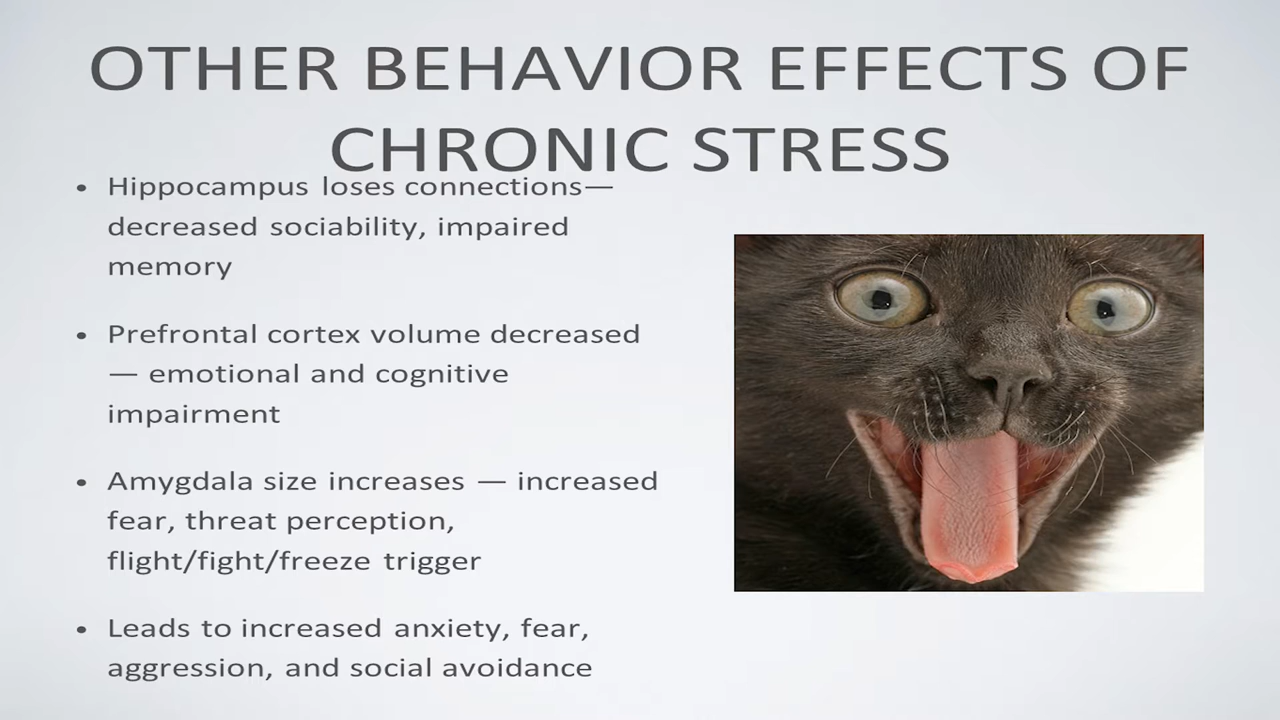 OTHER BEHAVIOR EFFECTS OF
CHRONIC STRESS
• Hippocampus loses connections—
decreased sociability, impaired
memory
• Prefrontal cortex volume decreased
— emotional and cognitive
impairment
• Amygdala size increases — increased
fear, threat perception,
flight/fight/freeze trigger
• Leads to increased anxiety, fear,
aggression, and social avoidance